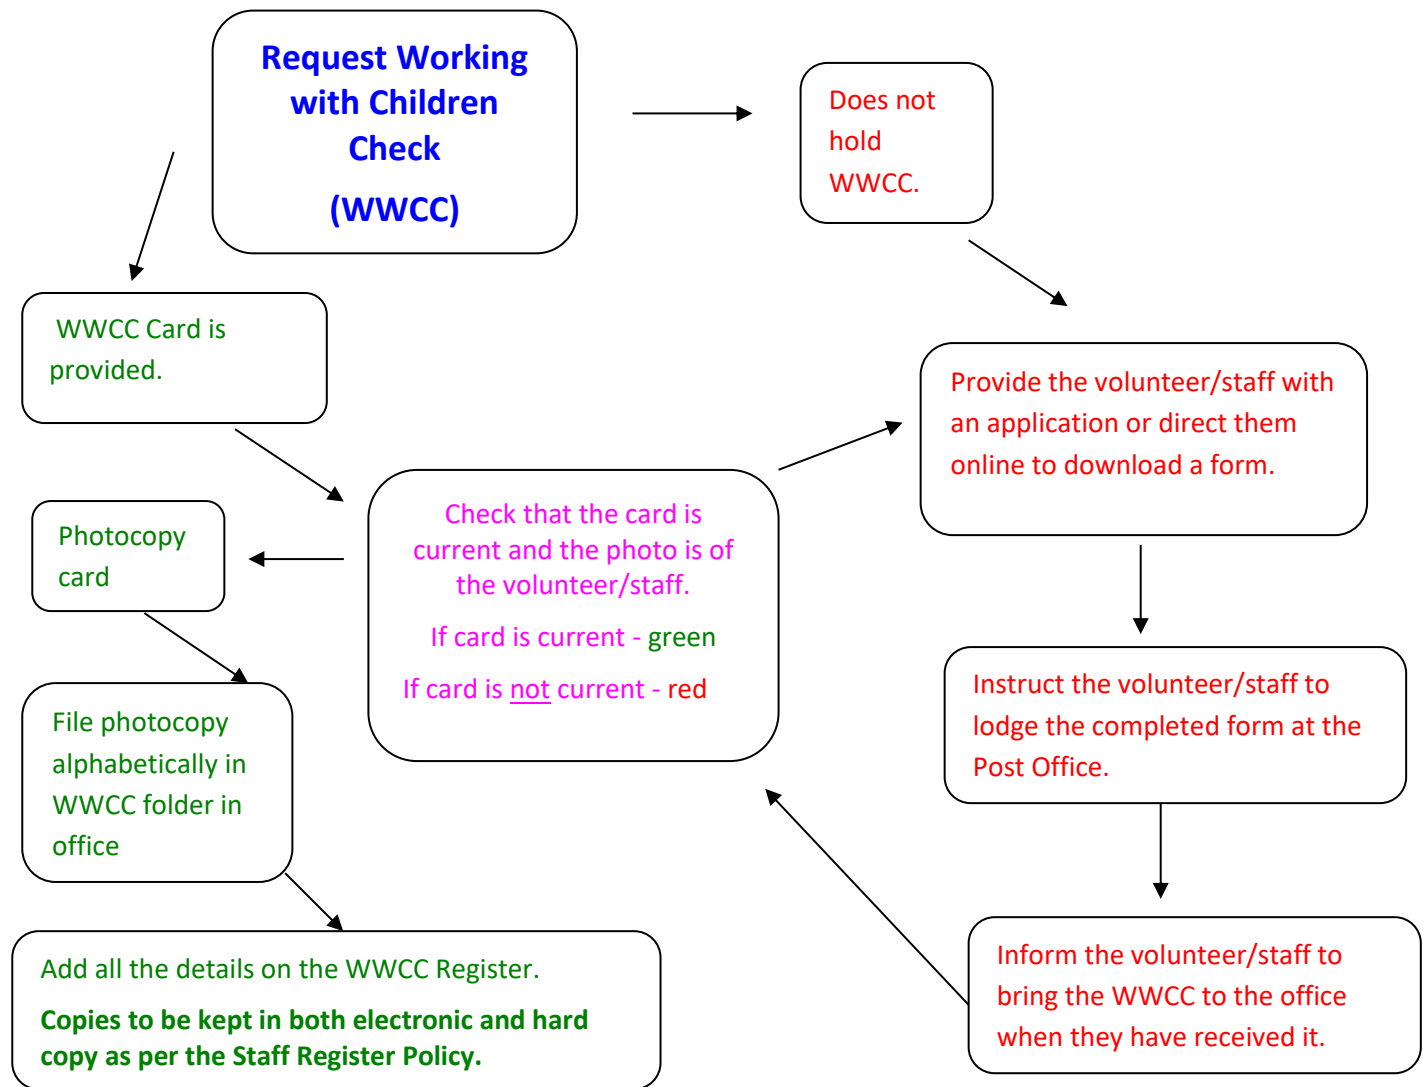 Request Working
with Children
Check
(WWCC)
Does not
hold
WWCC.
WWCC Card is
provided.
Provide the volunteer/staff with
an application or direct them
online to download a form.
Check that the card is
current and the photo is of
the volunteer/staff.
If card is current - green
If card is not current - red
Photocopy
card
Instruct the volunteer/staff to
lodge the completed form at the
Post Office.
File photocopy
alphabetically in
WWCC folder in
office
Inform the volunteer/staff to
bring the WWCC to the office
when they have received it.
Add all the details on the WWCC Register.
Copies to be kept in both electronic and hard
copy as per the Staff Register Policy.